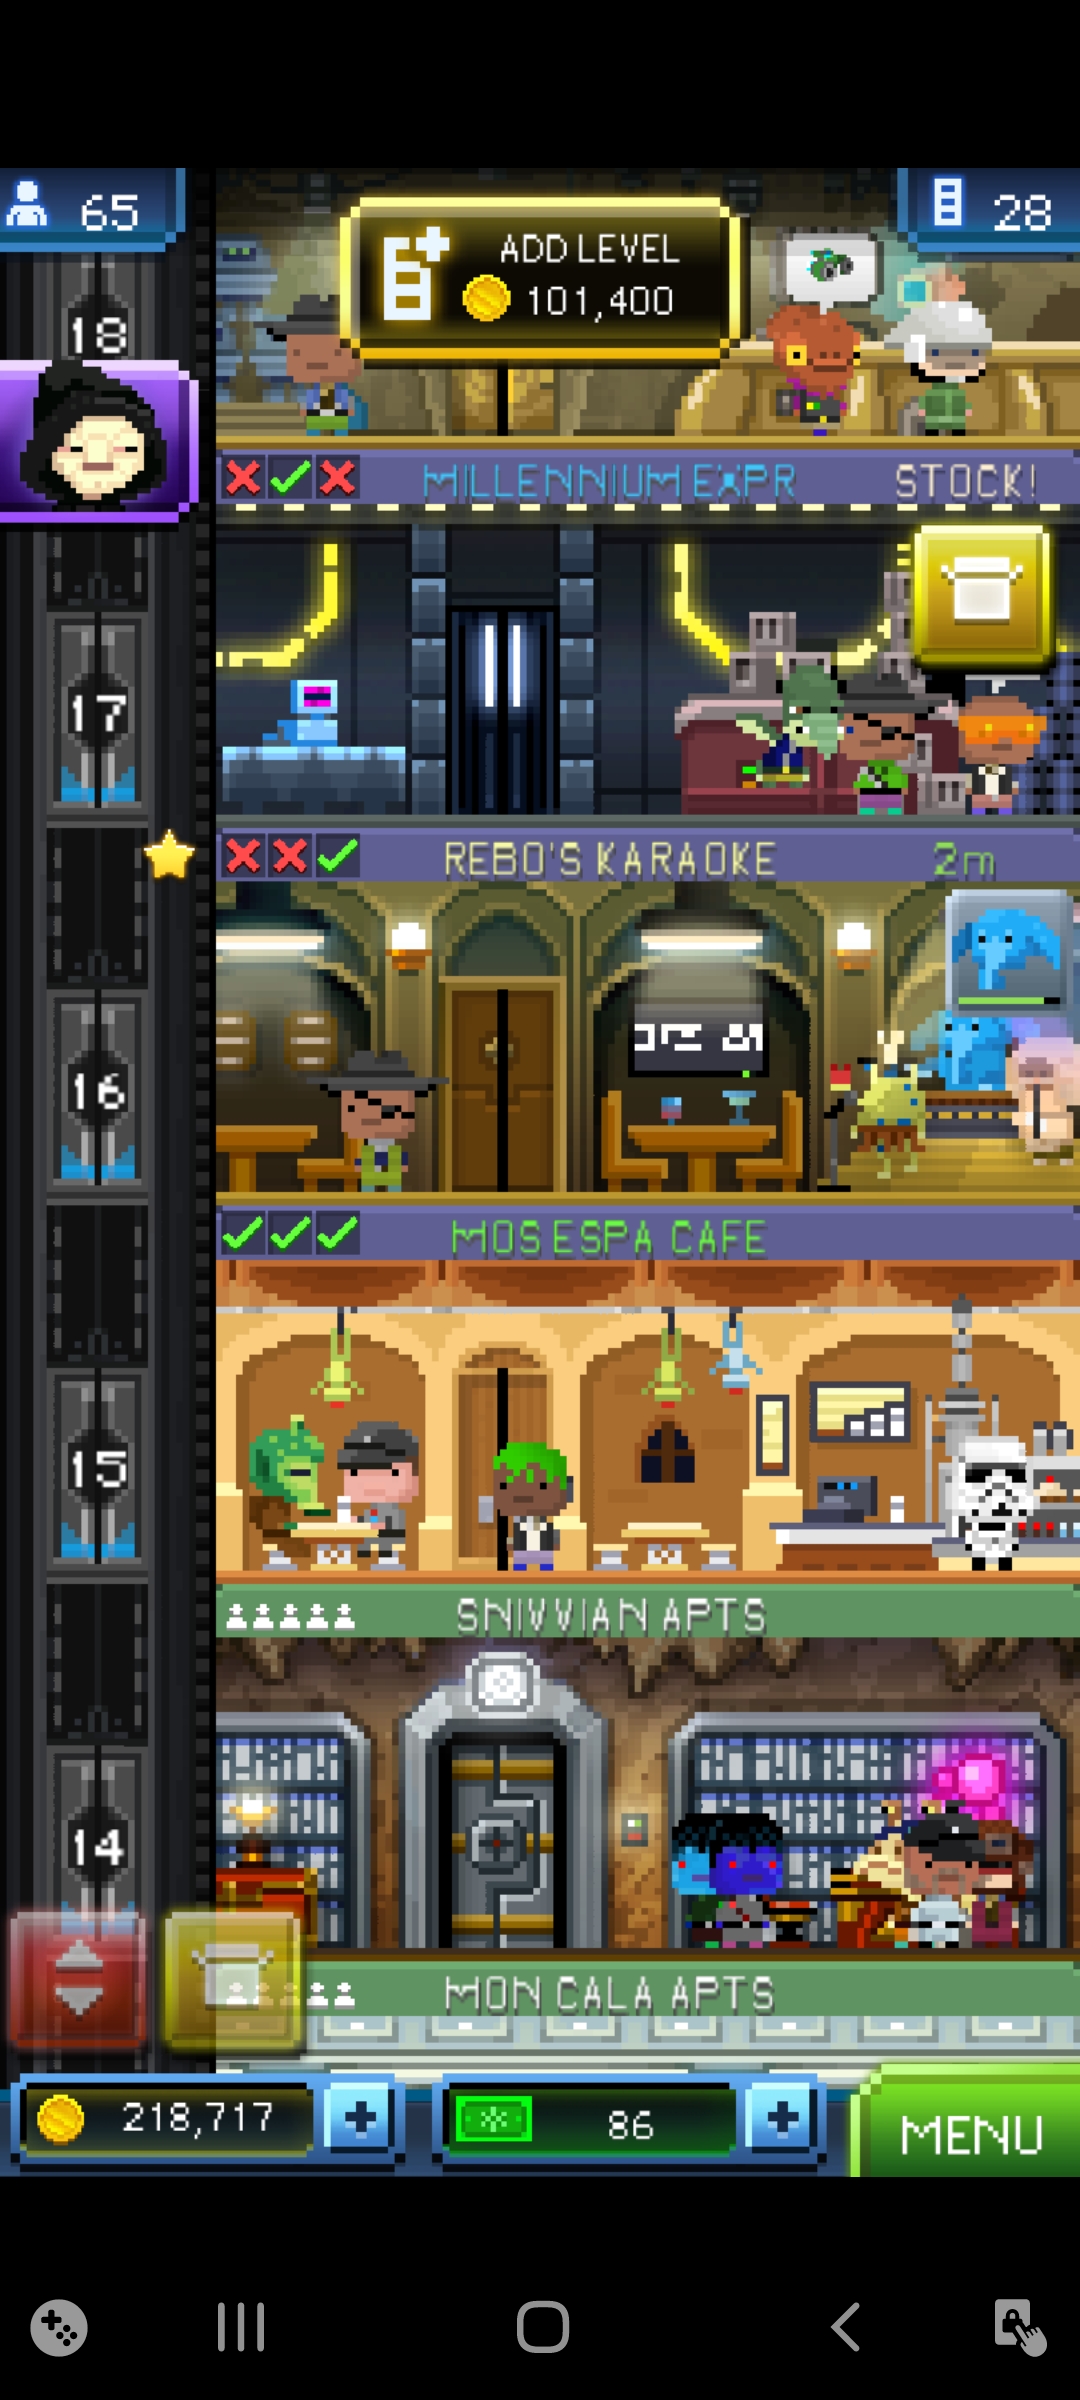 65
ADD LEVEL
101,400
28
18
MILLENNIUM EXPR
STOCK!
17
REBO'S KARAOKE
2m
16
MOS ESPA CAFE
15
SNIVVIAN APTS
14
MON CALA APTS
218,717
86
MENU